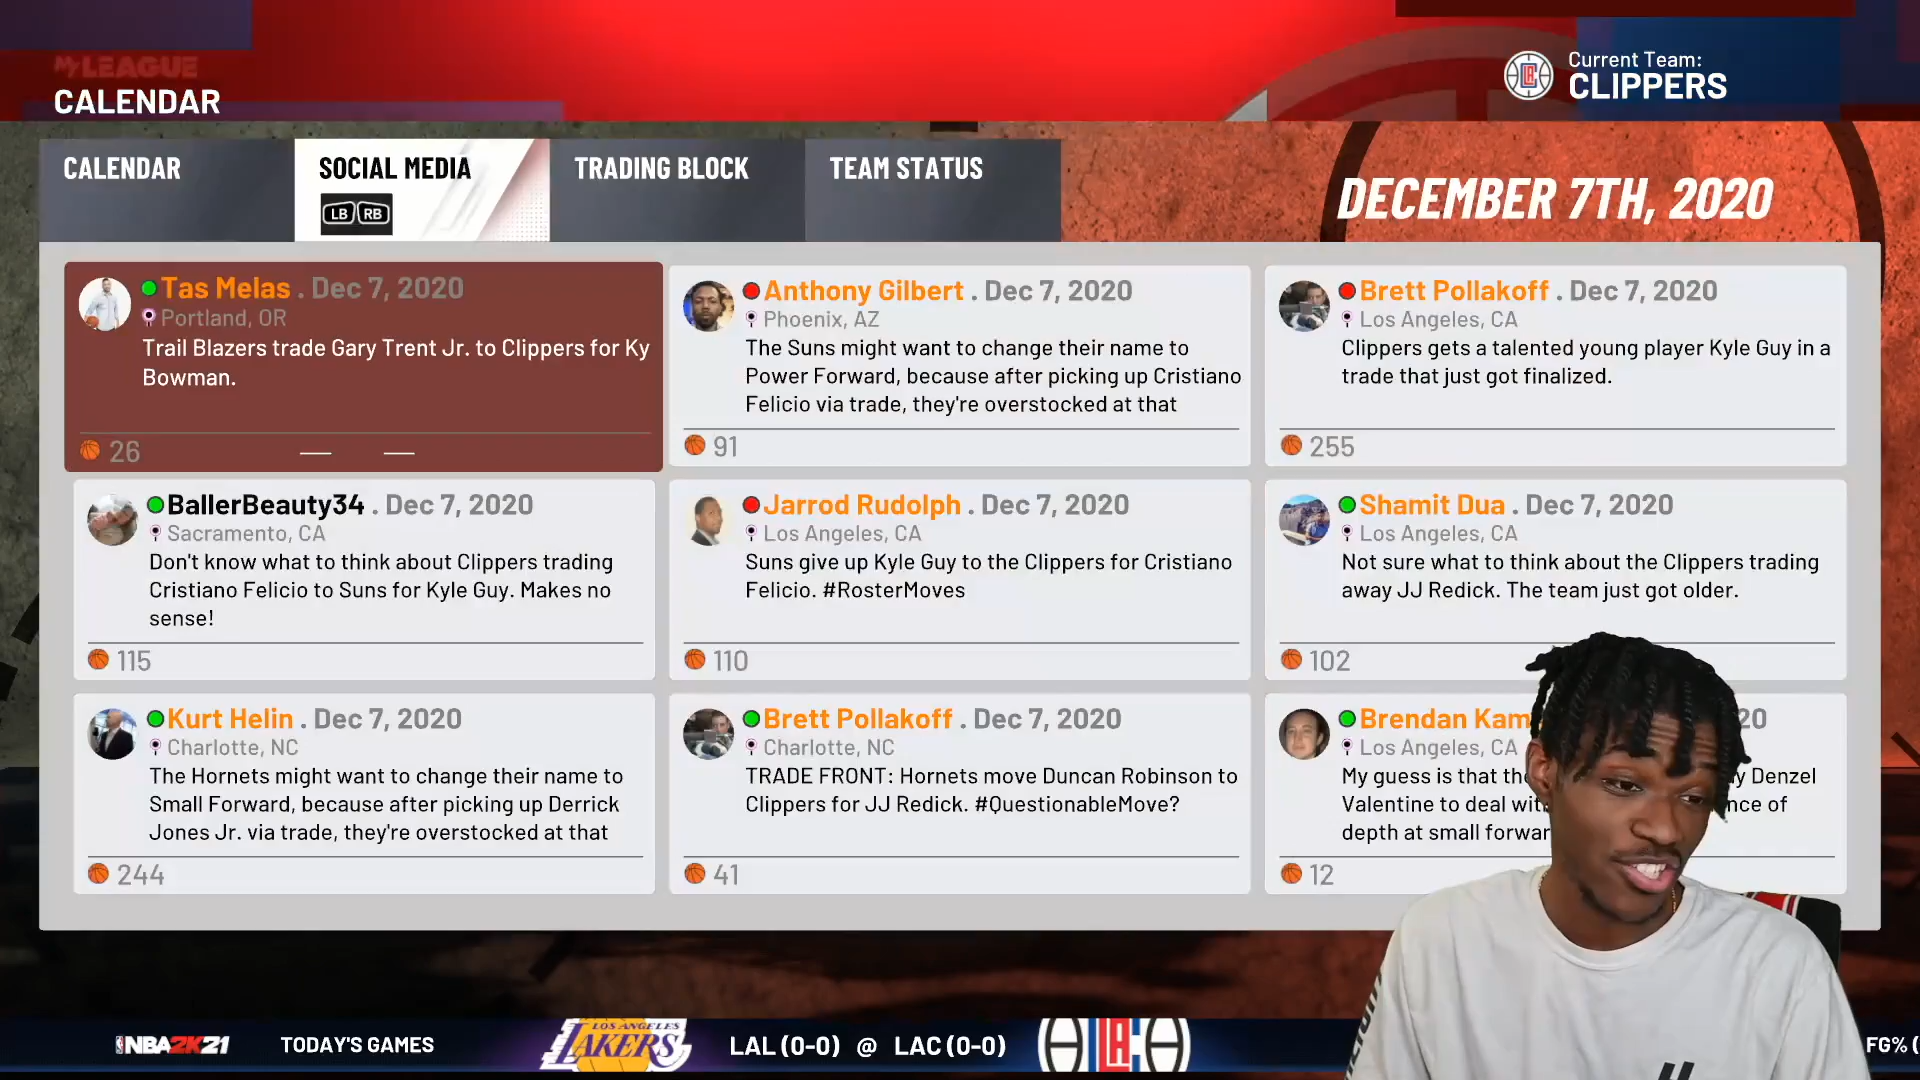 MyLEAGUE
CALENDAR
Current Team:
CLIPPERS
CALENDAR
SOCIAL MEDIA
LB RB
TRADING BLOCK
TEAM STATUS
DECEMBER 7TH, 2020
Tas Melas . Dec 7, 2020
Portland, OR
Trail Blazers trade Gary Trent Jr. to Clippers for Ky
Bowman.
26
Anthony Gilbert . Dec 7, 2020
Phoenix, AZ
The Suns might want to change their name to
Power Forward, because after picking up Cristiano
Felicio via trade, they're overstocked at that
91
Brett Pollakoff . Dec 7, 2020
Los Angeles, CA
Clippers gets a talented young player Kyle Guy in a
trade that just got finalized.
255
BallerBeauty34 . Dec 7, 2020
Sacramento, CA
Don't know what to think about Clippers trading
Cristiano Felicio to Suns for Kyle Guy. Makes no
sense!
115
Jarrod Rudolph . Dec 7, 2020
Los Angeles, CA
Suns give up Kyle Guy to the Clippers for Cristiano
Felicio. #RosterMoves
110
Shamit Dua . Dec 7, 2020
Los Angeles, CA
Not sure what to think about the Clippers trading
away JJ Redick. The team just got older.
102
Kurt Helin . Dec 7, 2020
Charlotte, NC
The Hornets might want to change their name to
Small Forward, because after picking up Derrick
Jones Jr. via trade, they're overstocked at that
244
Brett Pollakoff . Dec 7, 2020
Charlotte, NC
TRADE FRONT: Hornets move Duncan Robinson to
Clippers for JJ Redick. #QuestionableMove?
41
Brendan Kam 20
Los Angeles, CA
My guess is that the y Denzel
Valentine to deal with nce of
depth at small forwar
12
NBA2K21
TODAY'S GAMES
LOS ANGELES
LAKERS
LAL (0-0) @ LAC (0-0)
LAC
FG% (